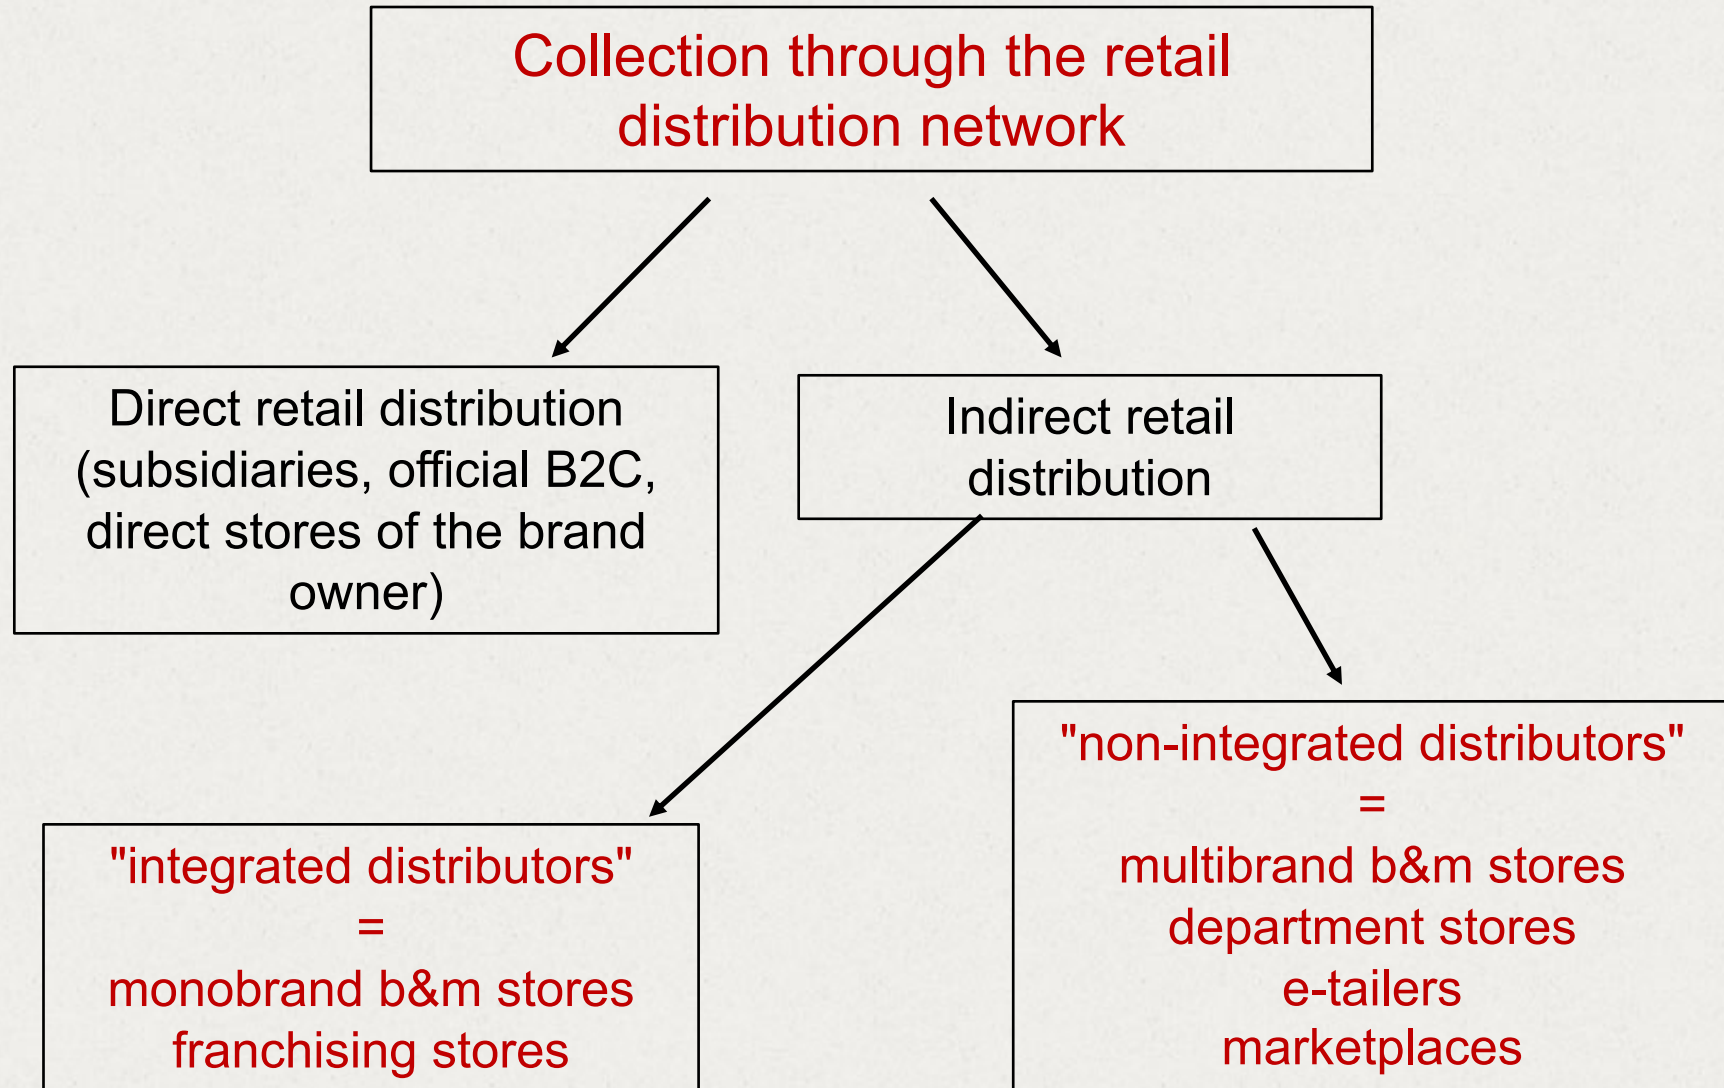 Collection through the retail
distribution network
Direct retail distribution
(subsidiaries, official B2C,
direct stores of the brand
owner)
Indirect retail
distribution
"integrated distributors"
=
monobrand b&m stores
franchising stores
"non-integrated distributors"
=
multibrand b&m stores
department stores
e-tailers
marketplaces